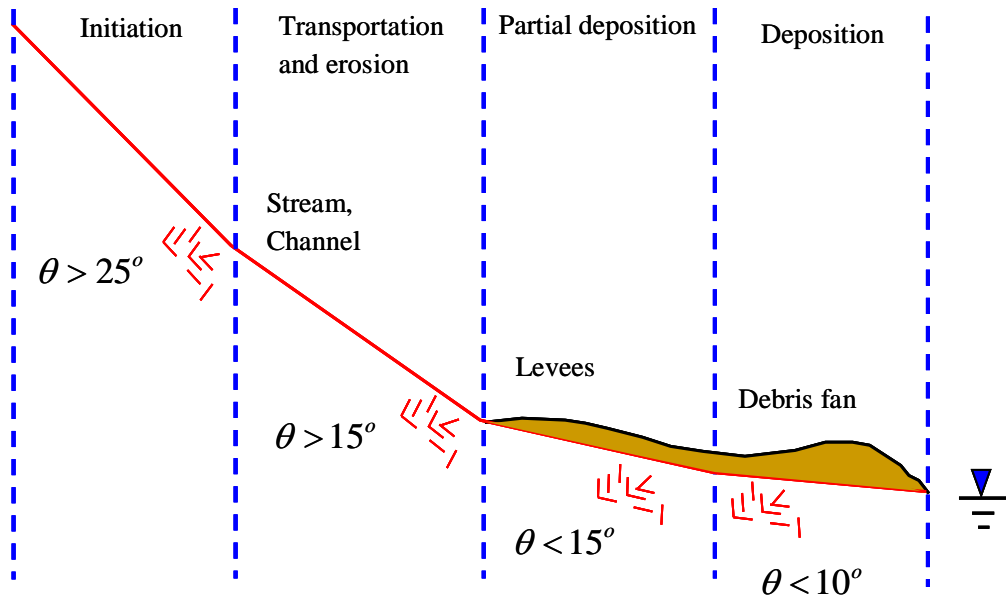 Initiation
Transportation
and erosion
Partial deposition
Deposition
Stream,
Channel
θ > 25°
θ > 15°
Levees
θ < 15°
Debris fan
θ < 10°